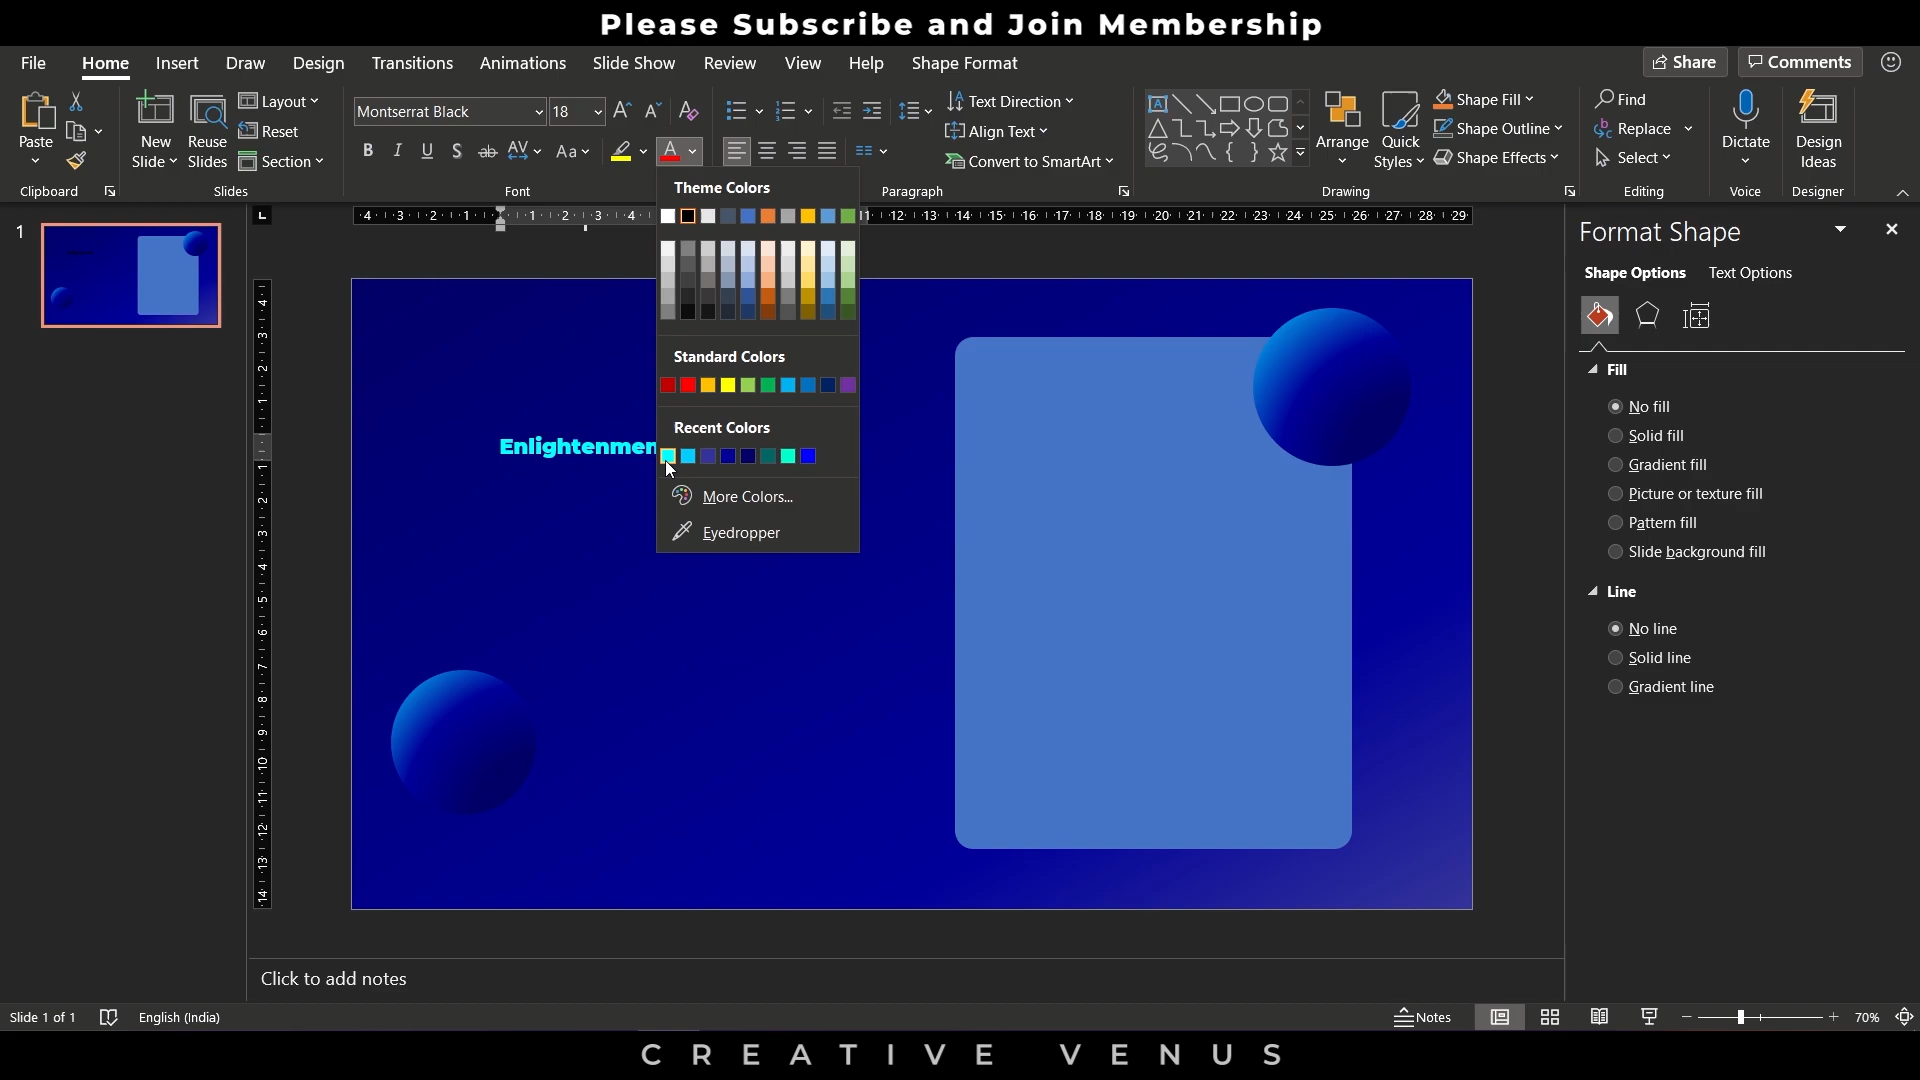 Please Subscribe and Join Membership
File Home Insert Draw Design Transitions Animations Slide Show Review View Help Shape Format
Share Comments
Paste
New Slide
Reuse Slides
Layout
Reset
Section
Montserrat Black 18
Text Direction
Align Text
Convert to SmartArt
Arrange
Quick Styles
Shape Fill
Shape Outline
Shape Effects
Find
Replace
Select
Dictate
Design Ideas
Clipboard Slides Font Paragraph Drawing Editing Voice Designer
Theme Colors
Standard Colors
Recent Colors
More Colors...
Eyedropper
1
Enlightenmen
Format Shape
Shape Options Text Options
Fill
No fill
Solid fill
Gradient fill
Picture or texture fill
Pattern fill
Slide background fill
Line
No line
Solid line
Gradient line
Click to add notes
Slide 1 of 1 English (India) Notes 70%
CREATIVE VENUS